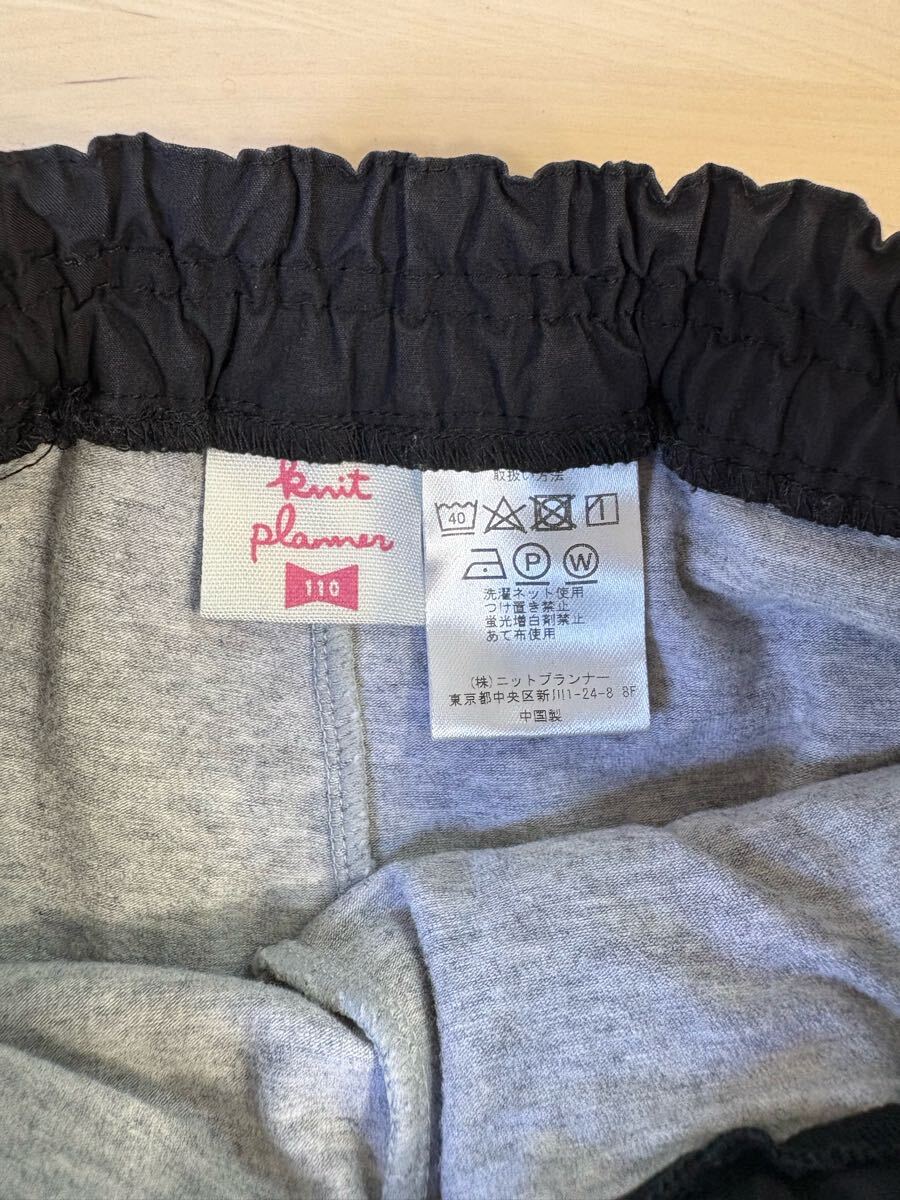 knit
planner
110
取扱い方法
40
P W
洗濯ネット使用
つけ置き禁止
蛍光増白剤禁止
あて布使用
(株)ニットプランナー
東京都中央区新川1-24-8 8F
中国製